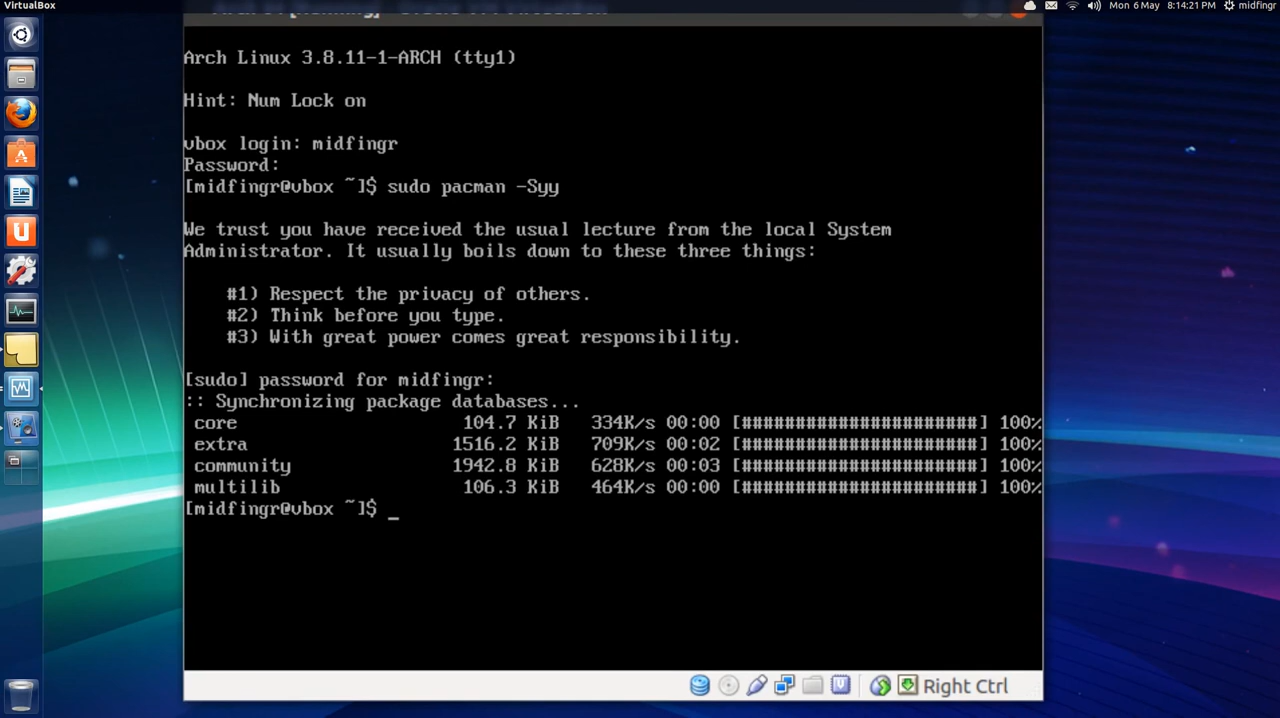 VirtualBox
Mon 6 May 8:14:21 PM midfingr
Arch Linux 3.8.11-1-ARCH (tty1)
Hint: Num Lock on
vbox login: midfingr
Password:
[midfingr@vbox ~]$ sudo pacman -Syy
We trust you have received the usual lecture from the local System
Administrator. It usually boils down to these three things:
#1) Respect the privacy of others.
#2) Think before you type.
#3) With great power comes great responsibility.
[sudo] password for midfingr:
:: Synchronizing package databases...
core 104.7 KiB 334K/s 00:00 [######################] 100%
extra 1516.2 KiB 709K/s 00:02 [######################] 100%
community 1942.8 KiB 628K/s 00:03 [######################] 100%
multilib 106.3 KiB 464K/s 00:00 [######################] 100%
[midfingr@vbox ~]$ _
Right Ctrl